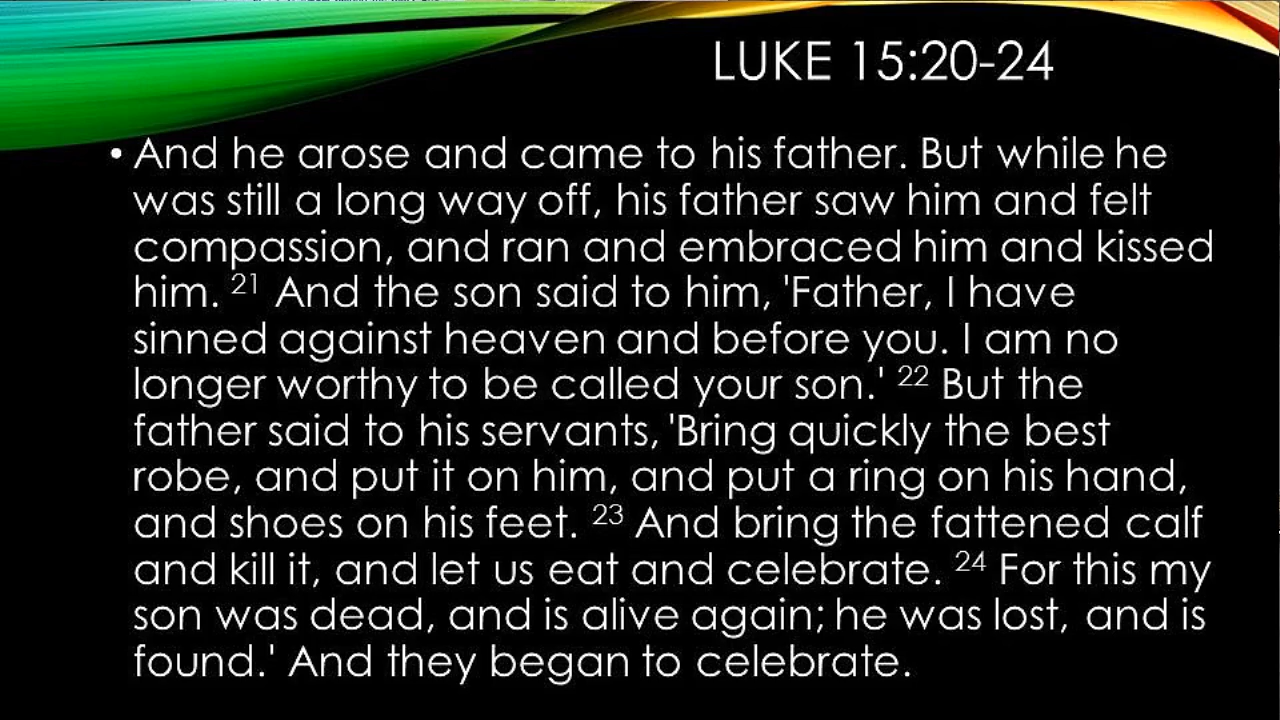 LUKE 15:20-24
• And he arose and came to his father. But while he
was still a long way off, his father saw him and felt
compassion, and ran and embraced him and kissed
him. 21 And the son said to him, 'Father, I have
sinned against heaven and before you. I am no
longer worthy to be called your son.' 22 But the
father said to his servants, 'Bring quickly the best
robe, and put it on him, and put a ring on his hand,
and shoes on his feet. 23 And bring the fattened calf
and kill it, and let us eat and celebrate. 24 For this my
son was dead, and is alive again; he was lost, and is
found.' And they began to celebrate.